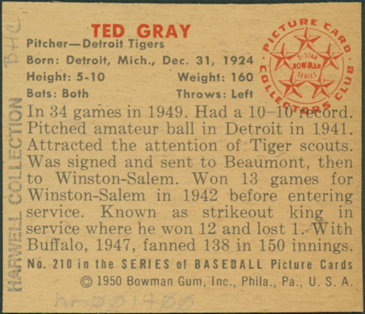 TED GRAY
Pitcher—Detroit Tigers
Born: Detroit, Mich., Dec. 31, 1924
Height: 5-10 Weight: 160
Bats: Both Throws: Left
PICTURE CARD COLLECTORS CLUB
5-STAR
BOWMAN
SERIES
In 34 games in 1949. Had a 10-10 record.
Pitched amateur ball in Detroit in 1941.
Attracted the attention of Tiger scouts.
Was signed and sent to Beaumont, then
to Winston-Salem. Won 13 games for
Winston-Salem in 1942 before entering
service. Known as strikeout king in
service where he won 12 and lost 1. With
Buffalo, 1947, fanned 138 in 150 innings.
No. 210 in the SERIES of BASEBALL Picture Cards
©1950 Bowman Gum, Inc., Phila., Pa., U. S. A.
HARWELL COLLECTION
BHC